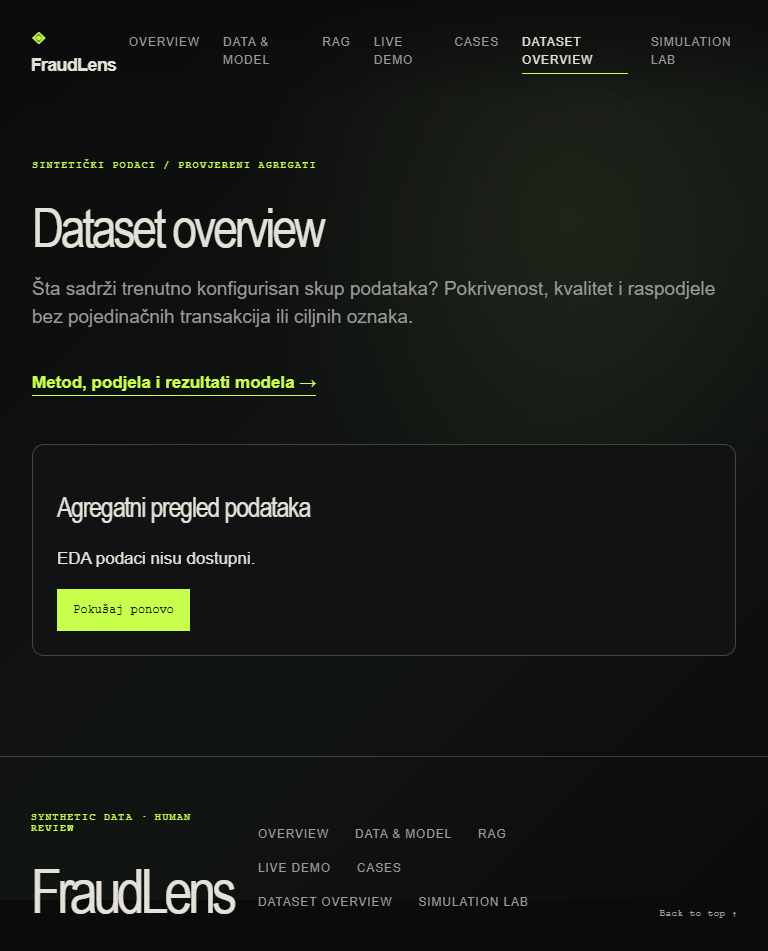 FraudLens
OVERVIEW
DATA &
MODEL
RAG
LIVE
DEMO
CASES
DATASET
OVERVIEW
SIMULATION
LAB
SINTETIČKI PODACI / PROVJERENI AGREGATI
Dataset overview
Šta sadrži trenutno konfigurisan skup podataka? Pokrivenost, kvalitet i raspodjele
bez pojedinačnih transakcija ili ciljnih oznaka.
Metod, podjela i rezultati modela →
Agregatni pregled podataka
EDA podaci nisu dostupni.
Pokušaj ponovo
SYNTHETIC DATA · HUMAN
REVIEW
FraudLens
OVERVIEW DATA & MODEL RAG
LIVE DEMO CASES
DATASET OVERVIEW SIMULATION LAB
Back to top ↑